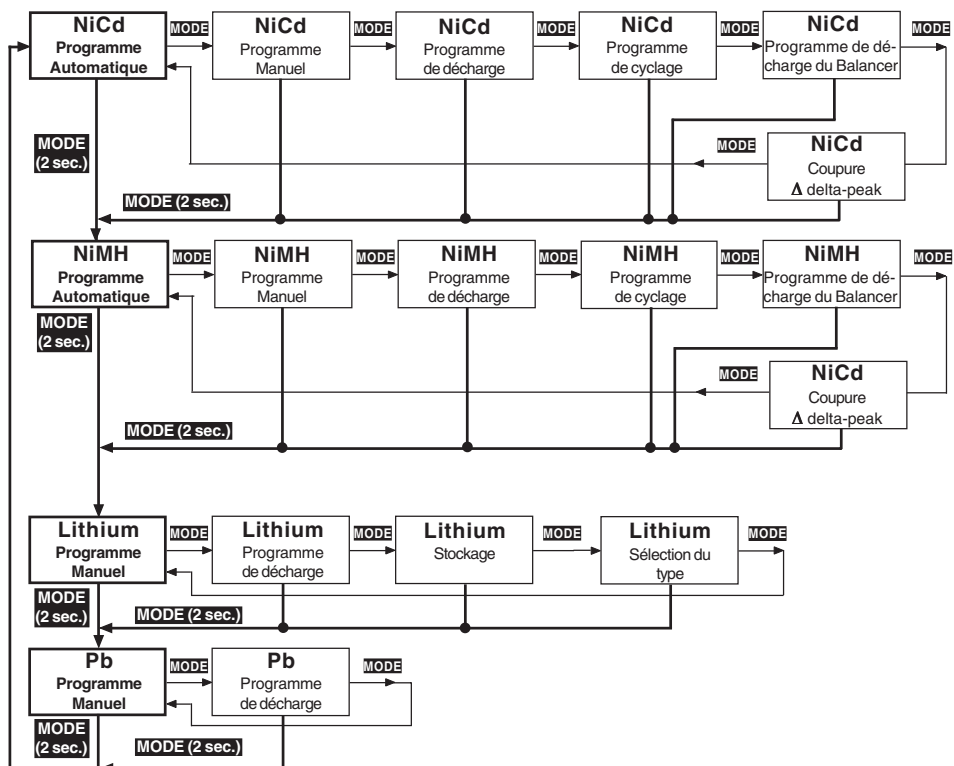 NiCd
Programme
Automatique
MODE
NiCd
Programme
Manuel
MODE
NiCd
Programme
de décharge
MODE
NiCd
Programme
de cyclage
MODE
NiCd
Programme de dé-
charge du Balancer
MODE
MODE
(2 sec.)
MODE
NiCd
Coupure
Δ delta-peak
MODE (2 sec.)
NiMH
Programme
Automatique
MODE
NiMH
Programme
Manuel
MODE
NiMH
Programme
de décharge
MODE
NiMH
Programme
de cyclage
MODE
NiMH
Programme de dé-
charge du Balancer
MODE
MODE
(2 sec.)
MODE
NiCd
Coupure
Δ delta-peak
MODE (2 sec.)
Lithium
Programme
Manuel
MODE
Lithium
Programme
de décharge
MODE
Lithium
Stockage
MODE
Lithium
Sélection du
type
MODE
MODE
(2 sec.)
MODE (2 sec.)
Pb
Programme
Manuel
MODE
Pb
Programme
de décharge
MODE
MODE
(2 sec.)
MODE (2 sec.)